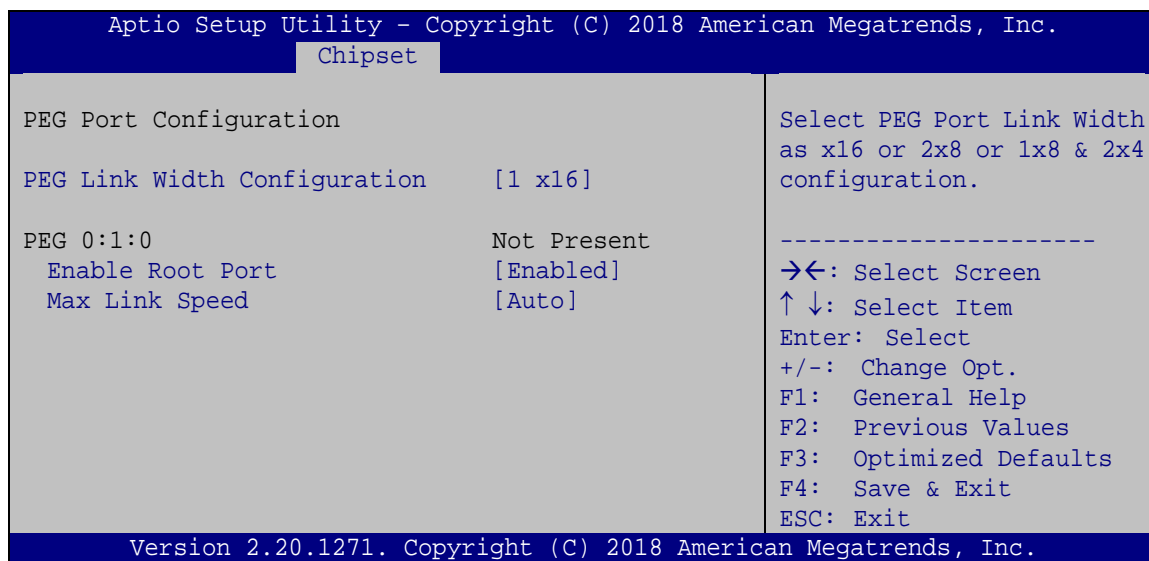 Aptio Setup Utility – Copyright (C) 2018 American Megatrends, Inc.
Chipset
PEG Port Configuration
PEG Link Width Configuration [1 x16]
PEG 0:1:0 Not Present
Enable Root Port [Enabled]
Max Link Speed [Auto]
Select PEG Port Link Width
as x16 or 2x8 or 1x8 & 2x4
configuration.
----------------------
→←: Select Screen
↑ ↓: Select Item
Enter: Select
+/-: Change Opt.
F1: General Help
F2: Previous Values
F3: Optimized Defaults
F4: Save & Exit
ESC: Exit
Version 2.20.1271. Copyright (C) 2018 American Megatrends, Inc.